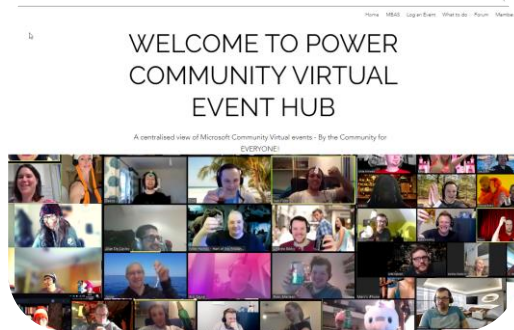 Home MBAS Log an Event What to do Forum Member
WELCOME TO POWER
COMMUNITY VIRTUAL
EVENT HUB
A centralised view of Microsoft Community Virtual events - By the Community for
EVERYONE!